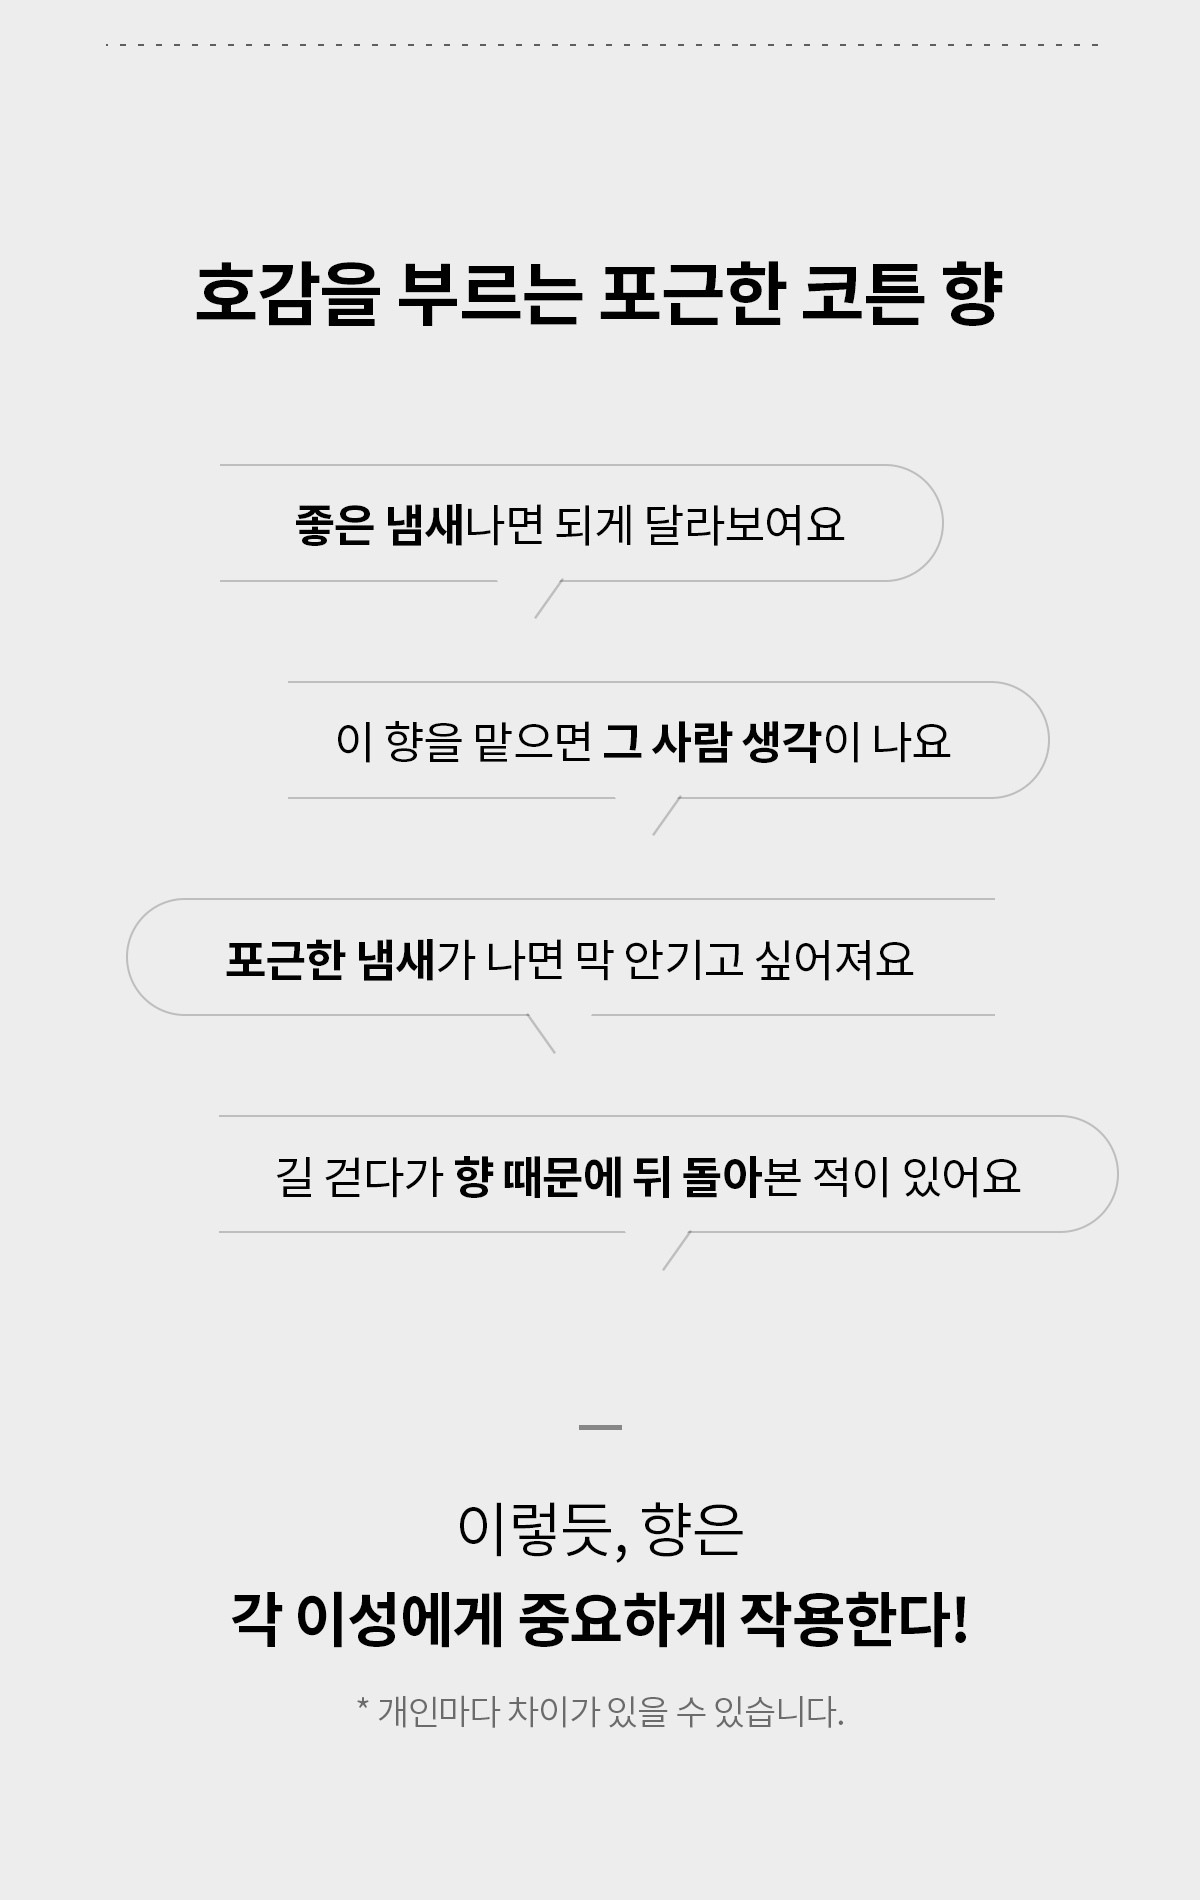 호감을 부르는 포근한 코튼 향
좋은 냄새나면 되게 달라보여요
이 향을 맡으면 그 사람 생각이 나요
포근한 냄새가 나면 막 안기고 싶어져요
길 걷다가 향 때문에 뒤 돌아본 적이 있어요
이렇듯, 향은
각 이성에게 중요하게 작용한다!
* 개인마다 차이가 있을 수 있습니다.